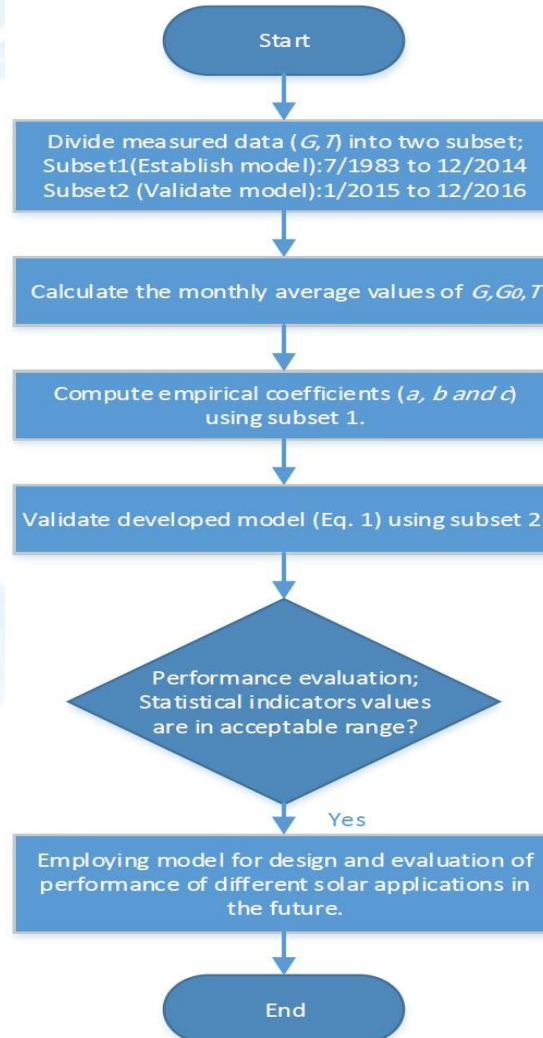 Start
Divide measured data (G,T) into two subset;
Subset1(Establish model):7/1983 to 12/2014
Subset2 (Validate model):1/2015 to 12/2016
Calculate the monthly average values of G,Go,T
Compute empirical coefficients (a, b and c)
using subset 1.
Validate developed model (Eq. 1) using subset 2
Performance evaluation;
Statistical indicators values
are in acceptable range?
Yes
Employing model for design and evaluation of
performance of different solar applications in
the future.
End